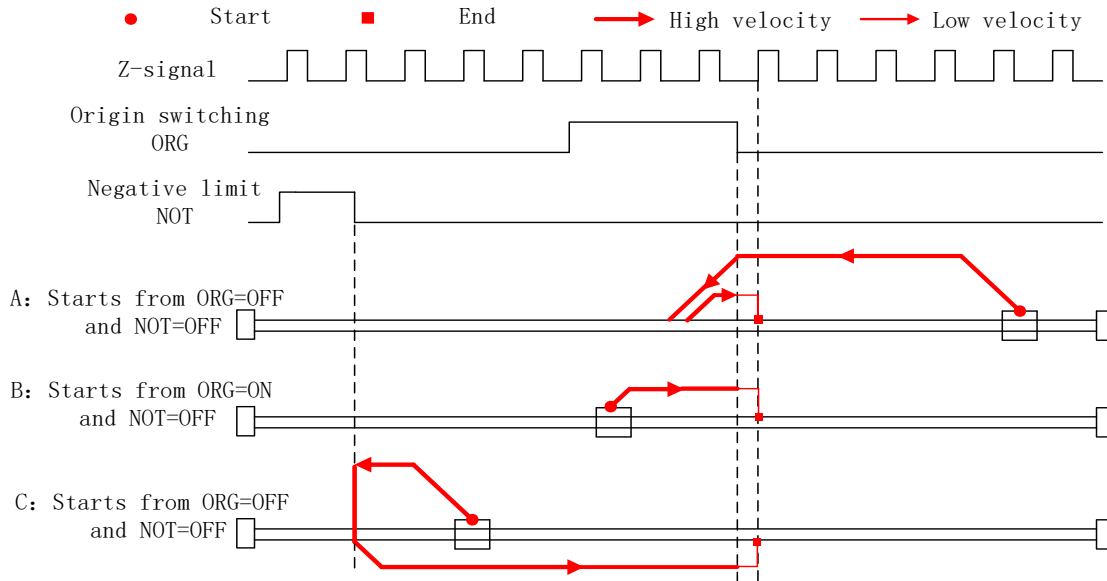 Start End High velocity Low velocity
Z-signal
Origin switching
ORG
Negative limit
NOT
A: Starts from ORG=OFF
and NOT=OFF
B: Starts from ORG=ON
and NOT=OFF
C: Starts from ORG=OFF
and NOT=OFF